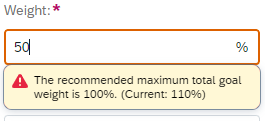 Weight:*
50 %
The recommended maximum total goal
weight is 100%. (Current: 110%)